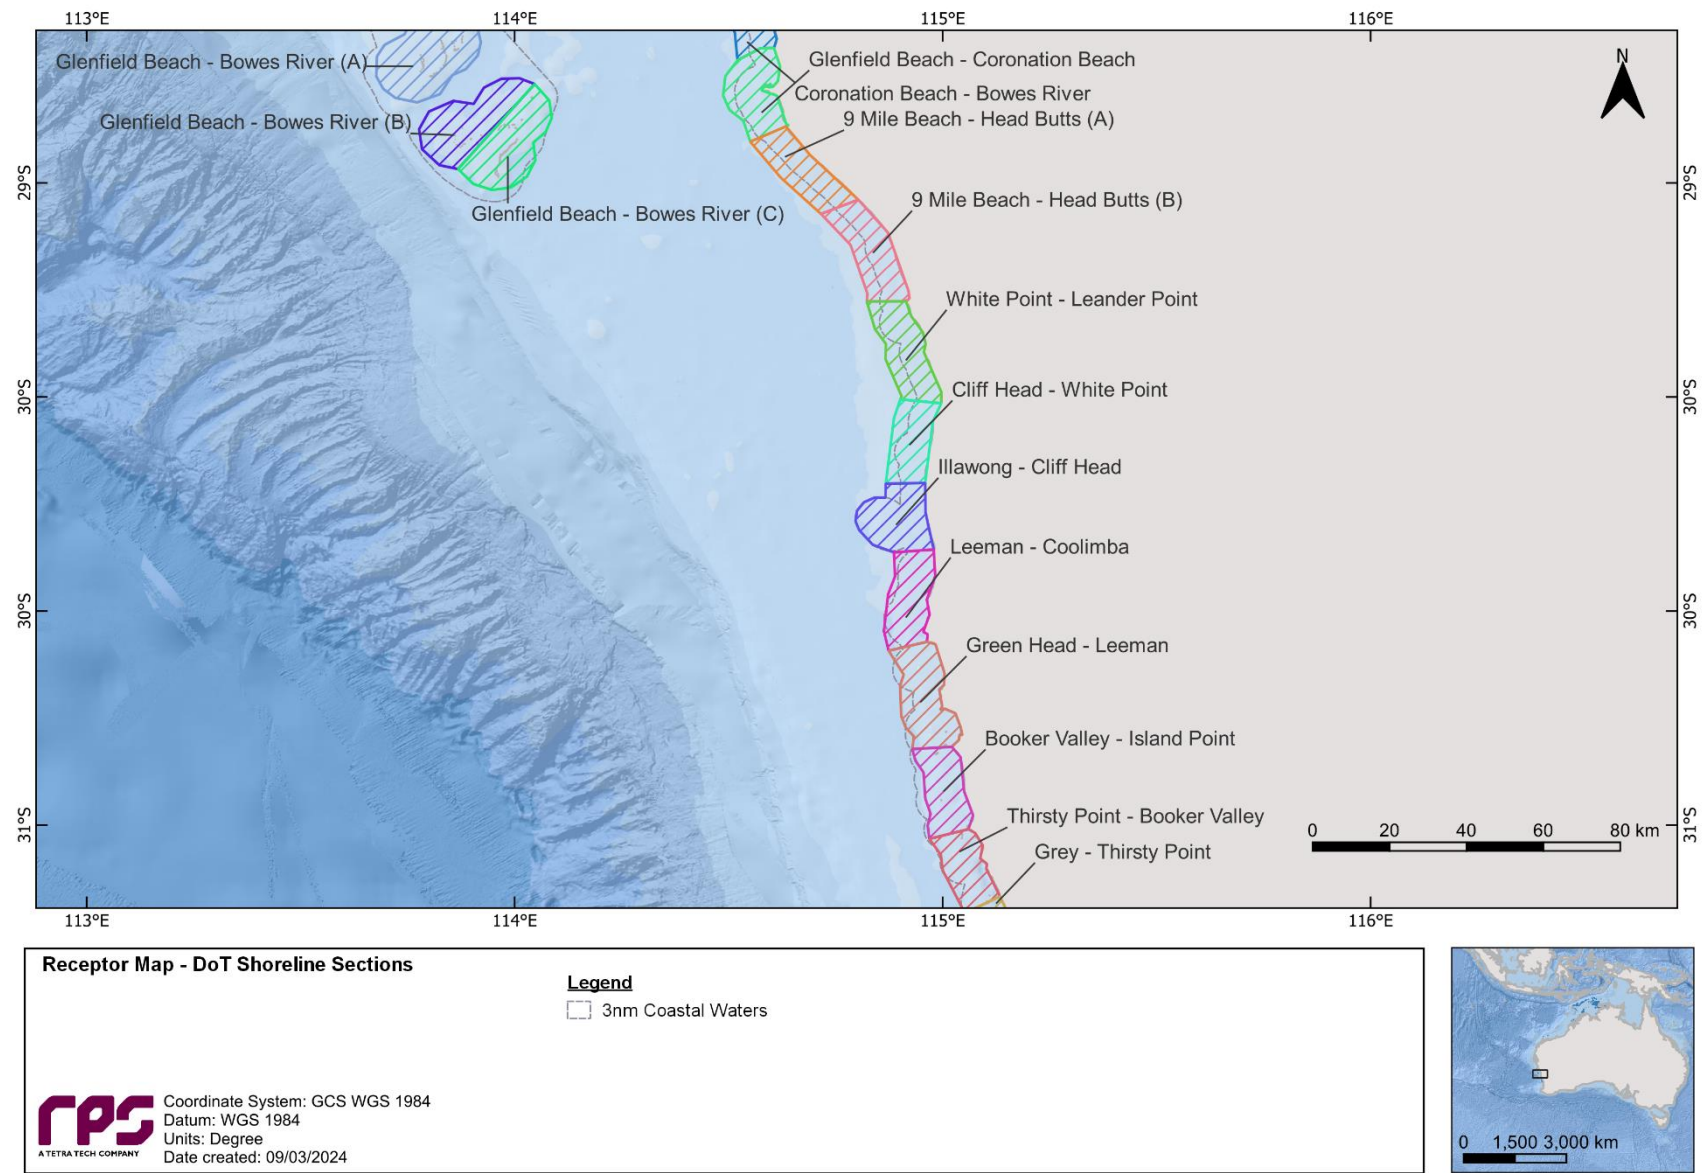 113°E 114°E 115°E 116°E
Glenfield Beach - Bowes River (A)
Glenfield Beach - Coronation Beach
N
Coronation Beach - Bowes River
Glenfield Beach - Bowes River (B)
9 Mile Beach - Head Butts (A)
29°S 29°S
9 Mile Beach - Head Butts (B)
Glenfield Beach - Bowes River (C)
White Point - Leander Point
30°S 30°S
Cliff Head - White Point
Illawong - Cliff Head
Leeman - Coolimba
30°S 30°S
Green Head - Leeman
Booker Valley - Island Point
31°S 31°S
Thirsty Point - Booker Valley
0 20 40 60 80 km
Grey - Thirsty Point
113°E 114°E 115°E 116°E
Receptor Map - DoT Shoreline Sections
Legend
3nm Coastal Waters
rps
A TETRA TECH COMPANY
Coordinate System: GCS WGS 1984
Datum: WGS 1984
Units: Degree
Date created: 09/03/2024
0 1,500 3,000 km